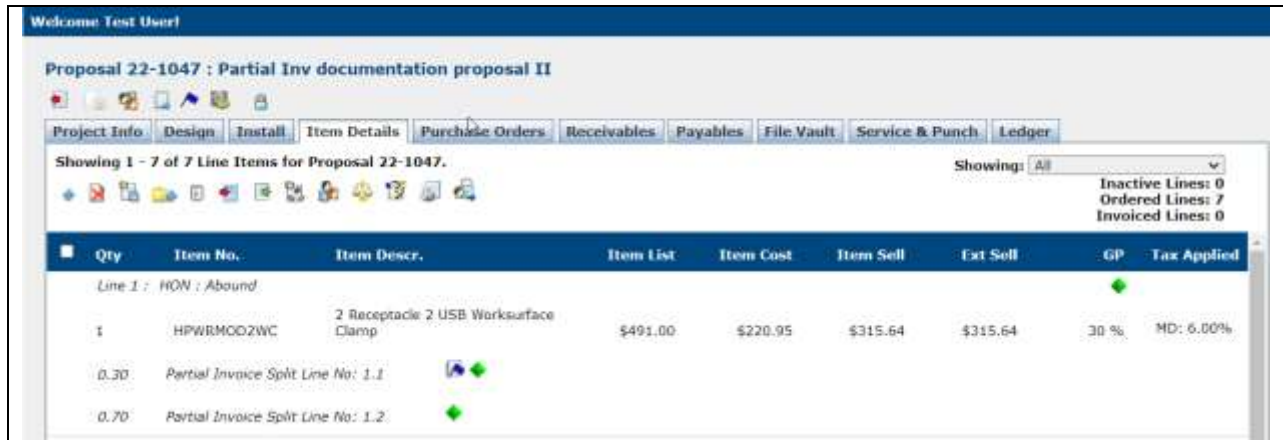 Welcome Test User!
Proposal 22-1047 : Partial Inv documentation proposal II
Project Info Design Install Item Details Purchase Orders Receivables Payables File Vault Service & Punch Ledger
Showing 1 - 7 of 7 Line Items for Proposal 22-1047.
Showing: All
Inactive Lines: 0
Ordered Lines: 7
Invoiced Lines: 0
Qty Item No. Item Descr. Item List Item Cost Item Sell Ext Sell GP Tax Applied
Line 1 : HON : Abound
1 HPWRMOD2WC 2 Receptacle 2 USB Worksurface Clamp $491.00 $220.95 $315.64 $315.64 30 % MD: 6.00%
0.30 Partial Invoice Split Line No: 1.1
0.70 Partial Invoice Split Line No: 1.2